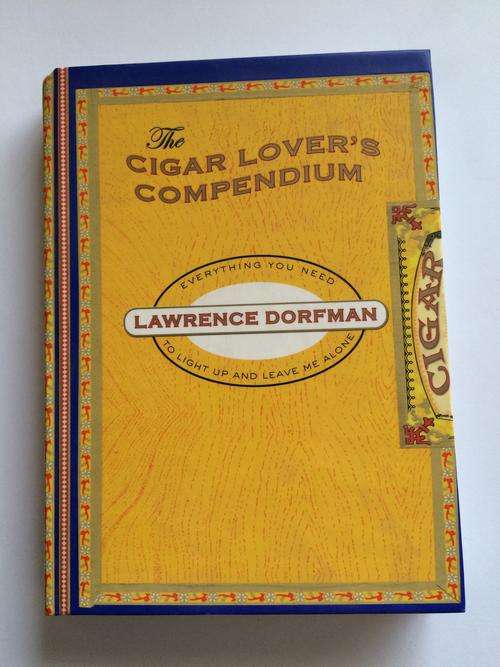 The
CIGAR LOVER'S
COMPENDIUM
EVERYTHING YOU NEED
LAWRENCE DORFMAN
TO LIGHT UP AND LEAVE ME ALONE
CIGAR